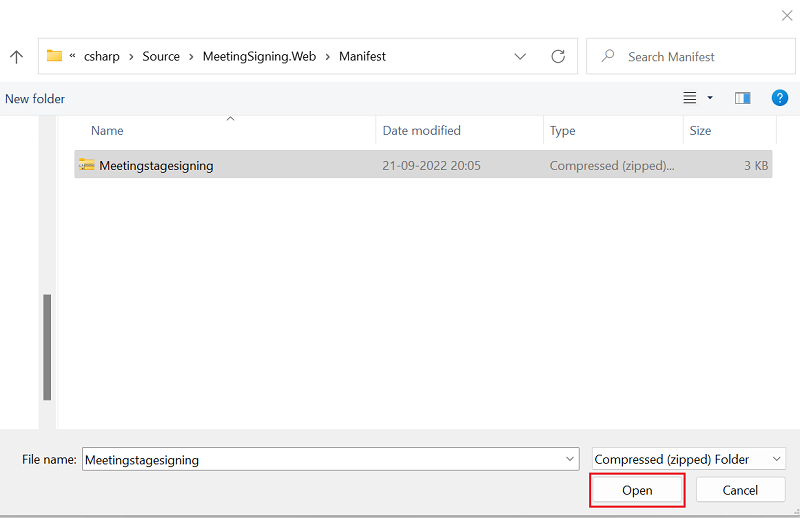 « csharp › Source › MeetingSigning.Web › Manifest
Search Manifest
New folder
?
Name Date modified Type Size
Meetingstagesigning 21-09-2022 20:05 Compressed (zipped)... 3 KB
File name: Meetingstagesigning Compressed (zipped) Folder
Open Cancel